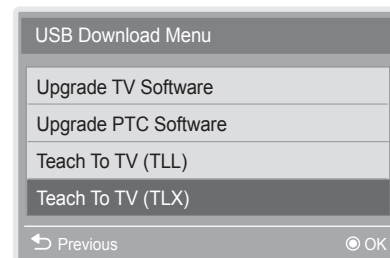 USB Download Menu
Upgrade TV Software
Upgrade PTC Software
Teach To TV (TLL)
Teach To TV (TLX)
Previous OK